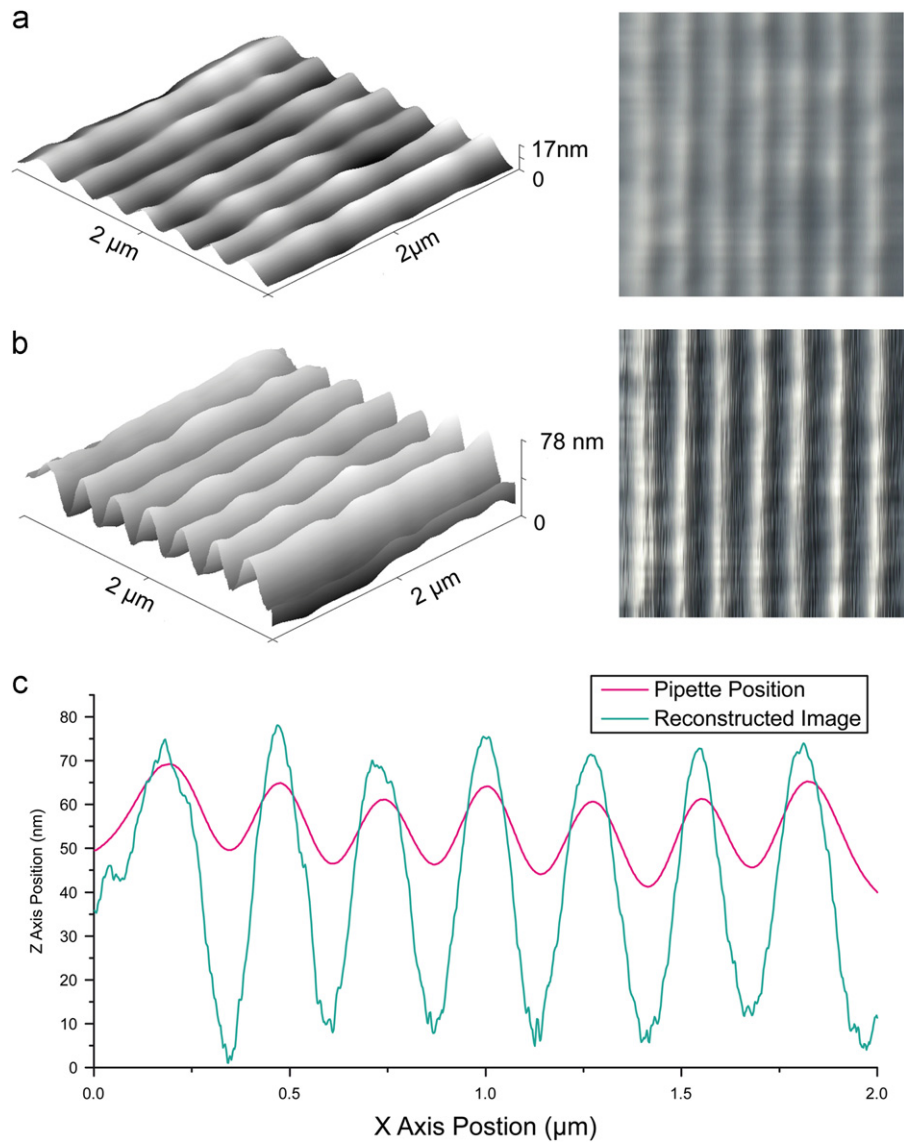 a
17nm
0
2 µm
2µm
b
78 nm
0
2 µm
2 µm
c
Pipette Position
Reconstructed Image
Z Axis Position (nm)
80
70
60
50
40
30
20
10
0
0.0 0.5 1.0 1.5 2.0
X Axis Postion (µm)